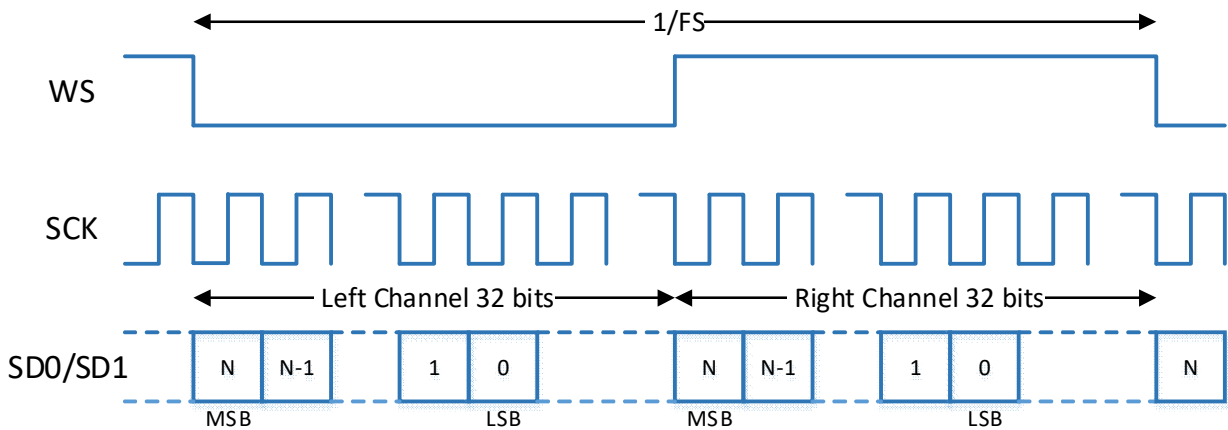 1/FS
WS
SCK
Left Channel 32 bits Right Channel 32 bits
SD0/SD1 N N-1 1 0 N N-1 1 0 N
MSB LSB MSB LSB